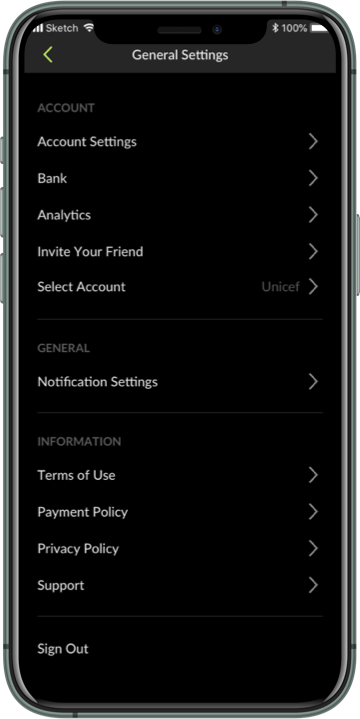 Sketch 100%
General Settings
ACCOUNT
Account Settings
Bank
Analytics
Invite Your Friend
Select Account Unicef
GENERAL
Notification Settings
INFORMATION
Terms of Use
Payment Policy
Privacy Policy
Support
Sign Out